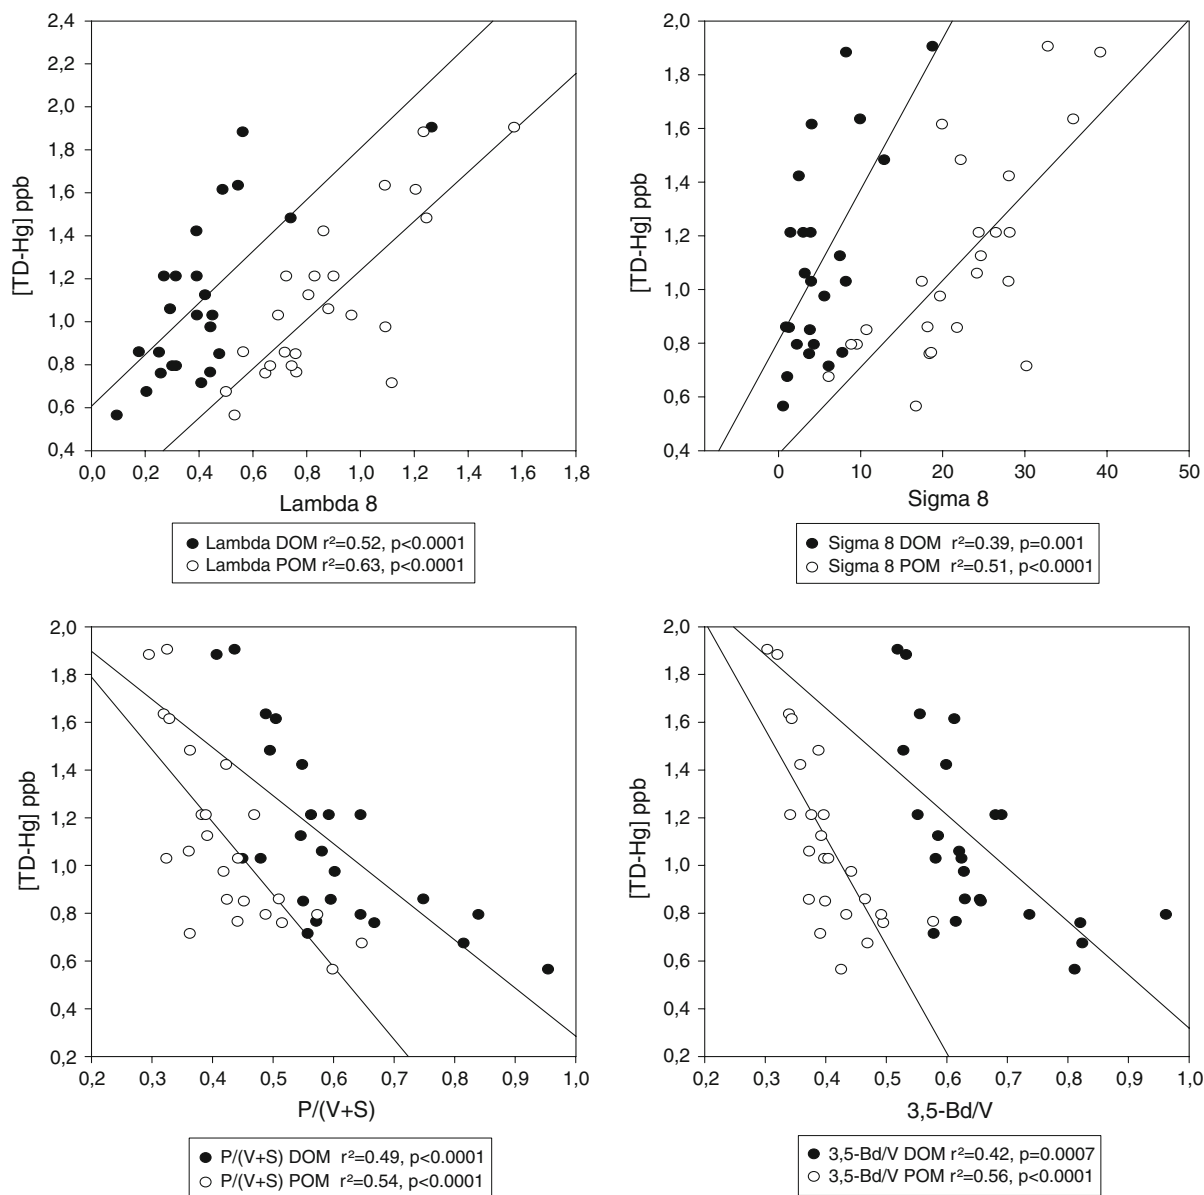 2,4
2,2
2,0
1,8
1,6
1,4
1,2
1,0
0,8
0,6
0,4
[TD-Hg] ppb
0,0 0,2 0,4 0,6 0,8 1,0 1,2 1,4 1,6 1,8
Lambda 8
Lambda DOM r²=0.52, p<0.0001
Lambda POM r²=0.63, p<0.0001
2,0
1,8
1,6
1,4
1,2
1,0
0,8
0,6
0,4
[TD-Hg] ppb
0 10 20 30 40 50
Sigma 8
Sigma 8 DOM r²=0.39, p=0.001
Sigma 8 POM r²=0.51, p<0.0001
2,0
1,8
1,6
1,4
1,2
1,0
0,8
0,6
0,4
0,2
[TD-Hg] ppb
0,2 0,3 0,4 0,5 0,6 0,7 0,8 0,9 1,0
P/(V+S)
P/(V+S) DOM r²=0.49, p<0.0001
P/(V+S) POM r²=0.54, p<0.0001
2,0
1,8
1,6
1,4
1,2
1,0
0,8
0,6
0,4
0,2
[TD-Hg] ppb
0,2 0,3 0,4 0,5 0,6 0,7 0,8 0,9 1,0
3,5-Bd/V
3,5-Bd/V DOM r²=0.42, p=0.0007
3,5-Bd/V POM r²=0.56, p<0.0001